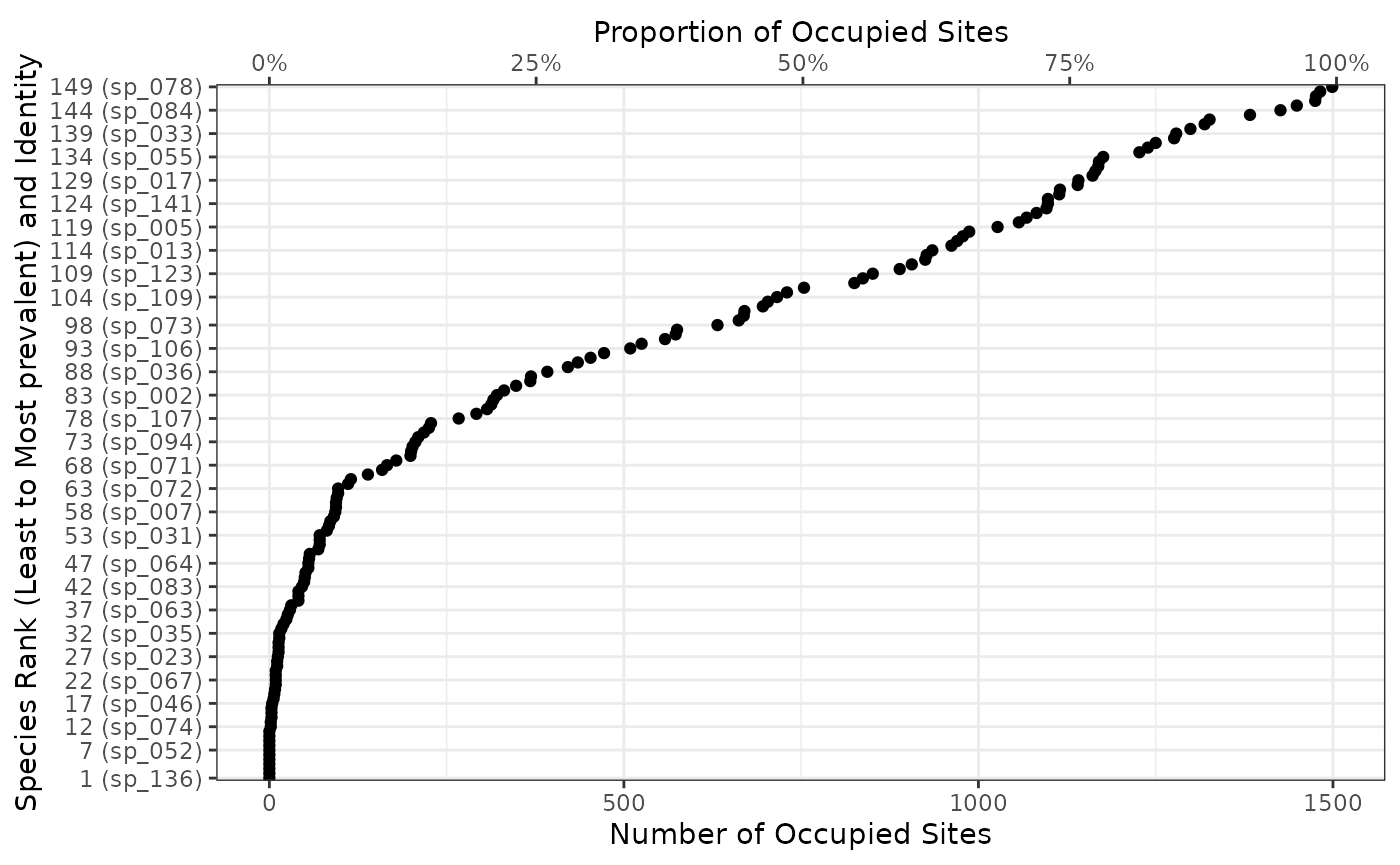 Proportion of Occupied Sites
0% 25% 50% 75% 100%
Species Rank (Least to Most prevalent) and Identity
149 (sp_078)
144 (sp_084)
139 (sp_033)
134 (sp_055)
129 (sp_017)
124 (sp_141)
119 (sp_005)
114 (sp_013)
109 (sp_123)
104 (sp_109)
98 (sp_073)
93 (sp_106)
88 (sp_036)
83 (sp_002)
78 (sp_107)
73 (sp_094)
68 (sp_071)
63 (sp_072)
58 (sp_007)
53 (sp_031)
47 (sp_064)
42 (sp_083)
37 (sp_063)
32 (sp_035)
27 (sp_023)
22 (sp_067)
17 (sp_046)
12 (sp_074)
7 (sp_052)
1 (sp_136)
0 500 1000 1500
Number of Occupied Sites